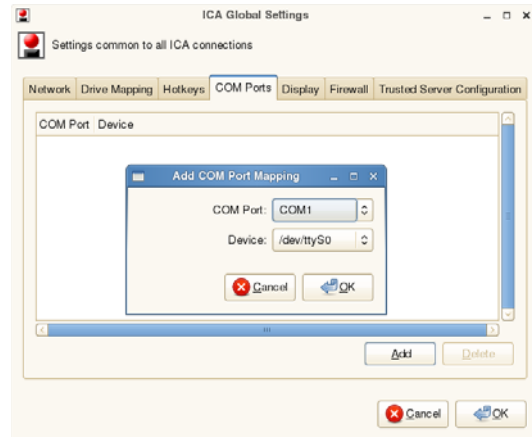 ICA Global Settings
Settings common to all ICA connections
Network Drive Mapping Hotkeys COM Ports Display Firewall Trusted Server Configuration
COM Port Device
Add COM Port Mapping
COM Port: COM1
Device: /dev/ttyS0
Cancel OK
Add Delete
Cancel OK